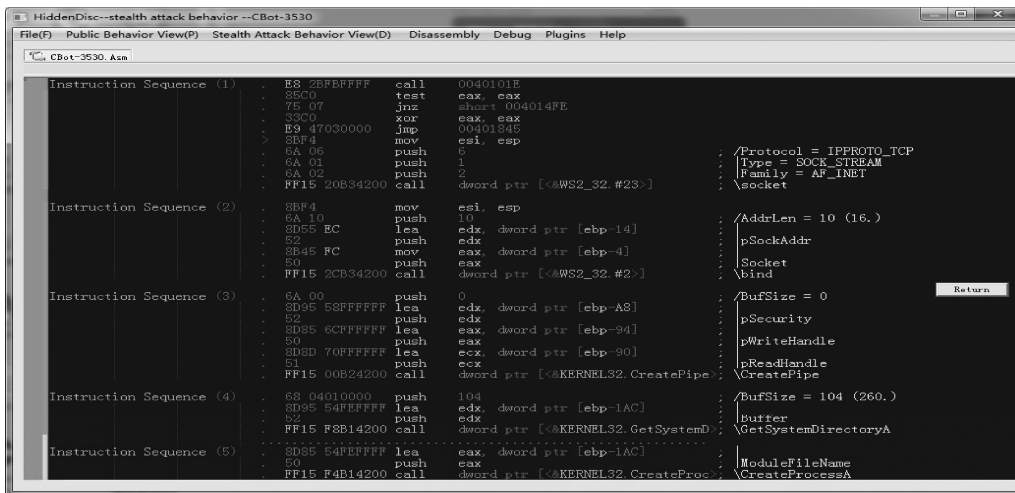 HiddenDisc--stealth attack behavior --CBot-3530
File(F) Public Behavior View(P) Stealth Attack Behavior View(D) Disassembly Debug Plugins Help
CBot-3530.Asm
Instruction Sequence (1) . E8 2BFBFFFF call 0040101E
. 85C0 test eax, eax
. 75 07 jnz short 004014FE
. 33C0 xor eax, eax
. E9 47030000 jmp 00401845
> 8BF4 mov esi, esp
. 6A 06 push 6 ; /Protocol = IPPROTO_TCP
. 6A 01 push 1 ; |Type = SOCK_STREAM
. 6A 02 push 2 ; |Family = AF_INET
. FF15 20B34200 call dword ptr [<&WS2_32.#23>] ; \socket
Instruction Sequence (2) . 8BF4 mov esi, esp
. 6A 10 push 10 ; /AddrLen = 10 (16.)
. 8D55 EC lea edx, dword ptr [ebp-14] ; |
. 52 push edx ; |pSockAddr
. 8B45 FC mov eax, dword ptr [ebp-4] ; |
. 50 push eax ; |Socket
. FF15 2CB34200 call dword ptr [<&WS2_32.#2>] ; \bind
Instruction Sequence (3) . 6A 00 push 0 ; /BufSize = 0
Return
. 8D95 58FFFFFF lea edx, dword ptr [ebp-A8] ; |
. 52 push edx ; |pSecurity
. 8D85 6CFFFFFF lea eax, dword ptr [ebp-94] ; |
. 50 push eax ; |pWriteHandle
. 8D8D 70FFFFFF lea ecx, dword ptr [ebp-90] ; |
. 51 push ecx ; |pReadHandle
. FF15 00B24200 call dword ptr [<&KERNEL32.CreatePipe>; \CreatePipe
Instruction Sequence (4) . 68 04010000 push 104 ; /BufSize = 104 (260.)
. 8D95 54FEFFFF lea edx, dword ptr [ebp-1AC] ; |
. 52 push edx ; |Buffer
. FF15 F8B14200 call dword ptr [<&KERNEL32.GetSystemD>; \GetSystemDirectoryA
Instruction Sequence (5) . 8D85 54FEFFFF lea eax, dword ptr [ebp-1AC] ; |
. 50 push eax ; |ModuleFileName
. FF15 F4B14200 call dword ptr [<&KERNEL32.CreateProc>; \CreateProcessA